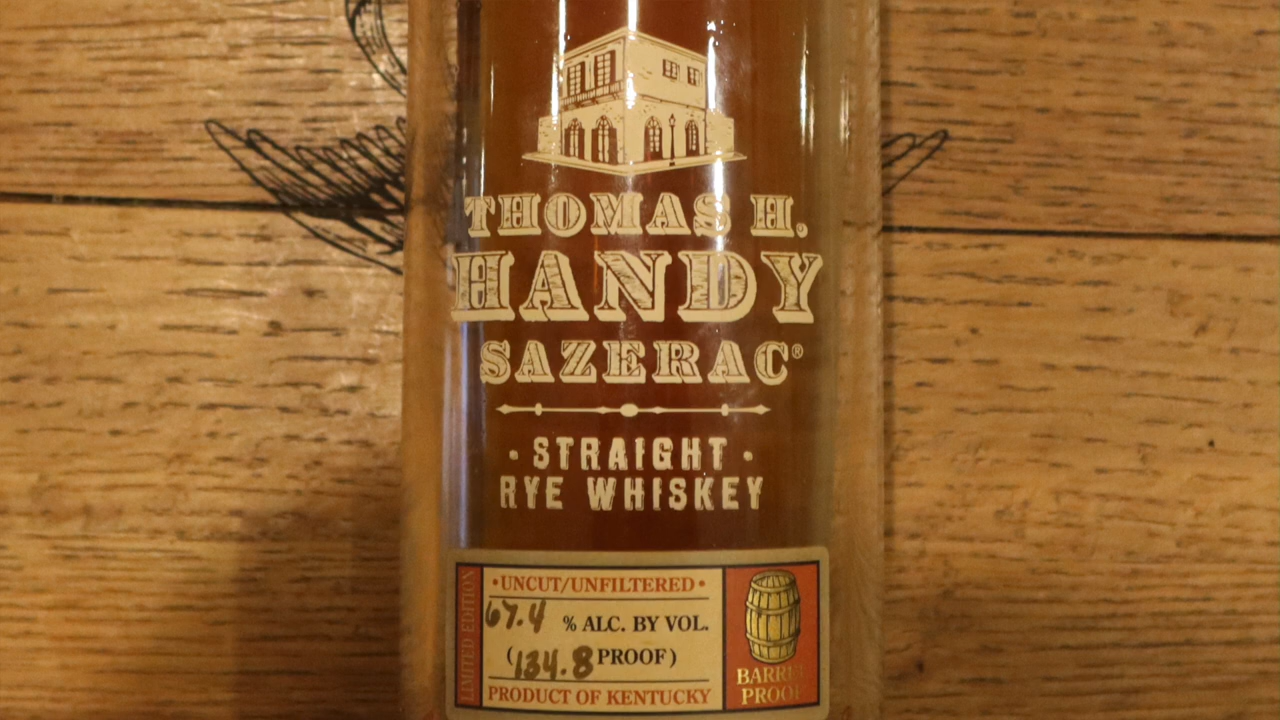 THOMAS H.
HANDY
SAZERAC®
· STRAIGHT ·
RYE WHISKEY
LIMITED EDITION
· UNCUT/UNFILTERED ·
67.4 % ALC. BY VOL.
(134.8 PROOF)
PRODUCT OF KENTUCKY
BARREL
PROOF